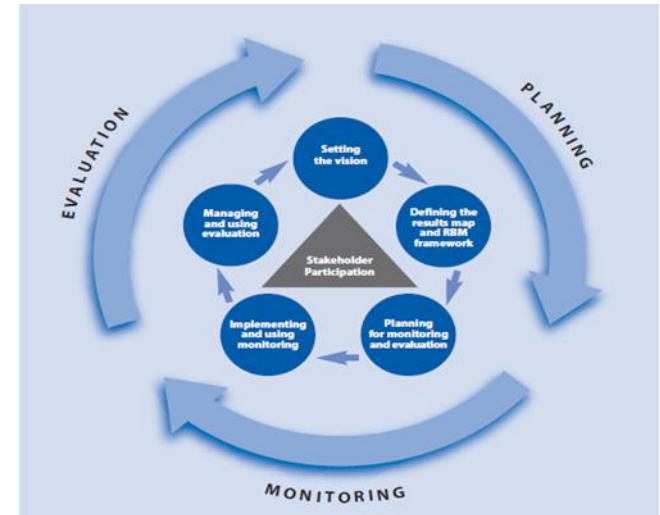 EVALUATION
PLANNING
Setting
the vision
Managing
and using
evaluation
Defining the
results map
and RBM
framework
Stakeholder
Participation
Implementing
and using
monitoring
Planning
for monitoring
and evaluation
MONITORING